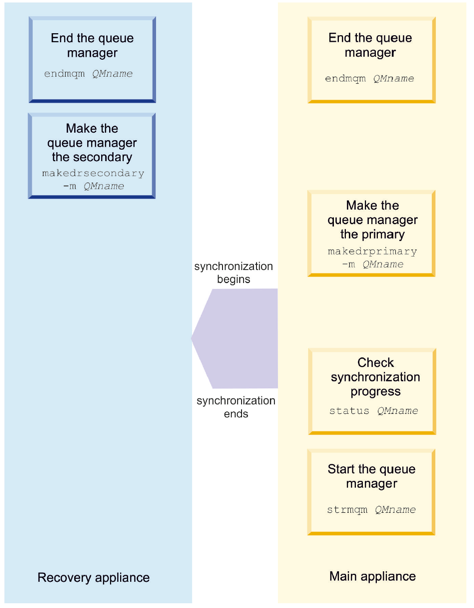 End the queue
manager
endmqm QMname
Make the
queue manager
the secondary
makedrsecondary
-m QMname
Recovery appliance
synchronization
begins
synchronization
ends
End the queue
manager
endmqm QMname
Make the
queue manager
the primary
makedrprimary
-m QMname
Check
synchronization
progress
status QMname
Start the queue
manager
strmqm QMname
Main appliance